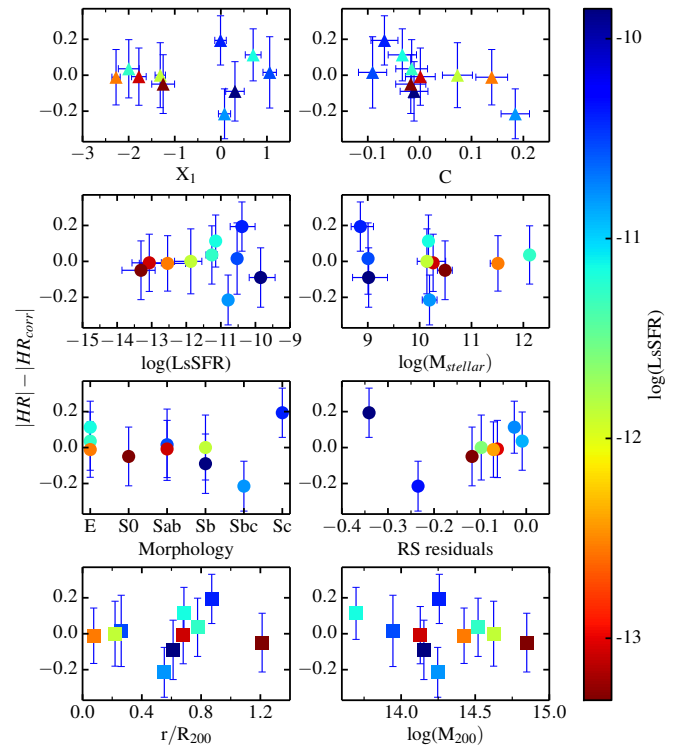 0.2
0.0
−0.2
−3 −2 −1 0 1
X1
−0.1 0.0 0.1 0.2
C
0.2
0.0
−0.2
−15 −14 −13 −12 −11 −10 −9
log(LsSFR)
9 10 11 12
log(Mstellar)
|HR| − |HRcorr|
0.2
0.0
−0.2
E S0 Sab Sb Sbc Sc
Morphology
−0.4 −0.3 −0.2 −0.1 0.0
RS residuals
0.2
0.0
−0.2
0.0 0.4 0.8 1.2
r/R200
14.0 14.5 15.0
log(M200)
−10
−11
−12
−13
log(LsSFR)